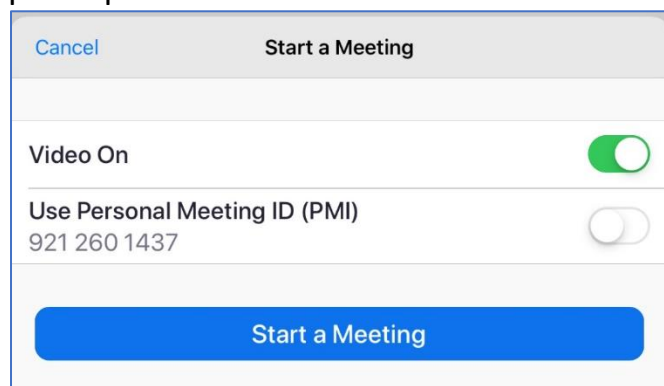 Cancel
Start a Meeting
Video On
Use Personal Meeting ID (PMI)
921 260 1437
Start a Meeting